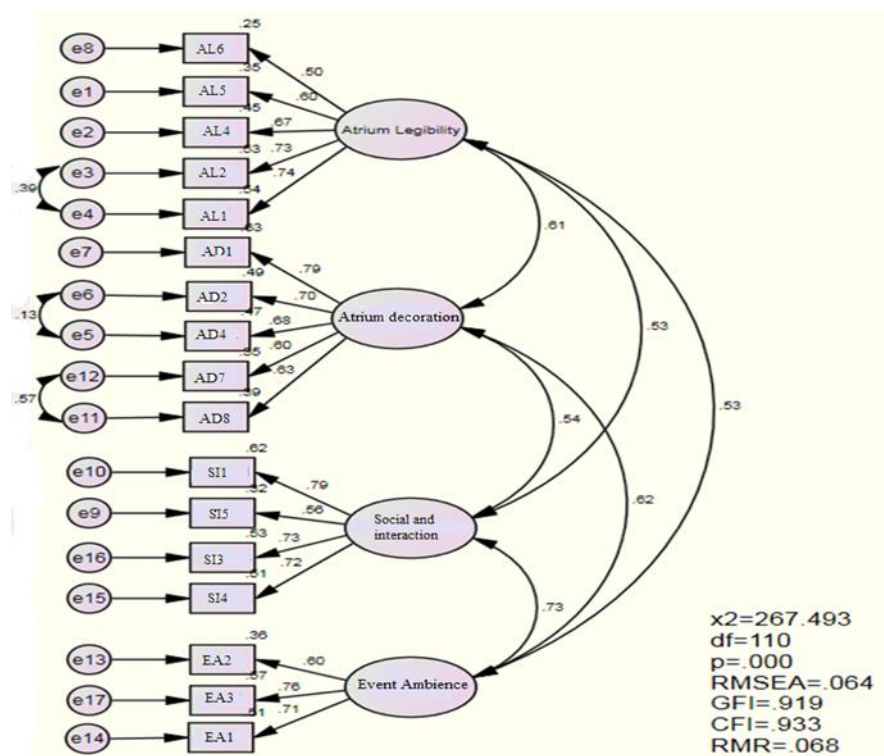 .25
e8 AL6
.50
.35
e1 AL5
.60
.45
e2 AL4
.67
Atrium Legibility
.53
e3 AL2
.73
.39
.74
.54
e4 AL1
.61
.63
e7 AD1
.79
.49
e6 AD2
.70
.13
.47
e5 AD4
.68
Atrium decoration
.53
.60
.35
e12 AD7
.63
.57
.39
e11 AD8
.53
.54
.62
e10 SI1
.79
.32
e9 SI5
.56
.62
Social and
interaction
.53
e16 SI3
.73
.72
.51
e15 SI4
.73
.36
e13 EA2
.60
.57
e17 EA3
.76
Event Ambience
.71
.51
e14 EA1
x2=267.493
df=110
p=.000
RMSEA=.064
GFI=.919
CFI=.933
RMR=.068